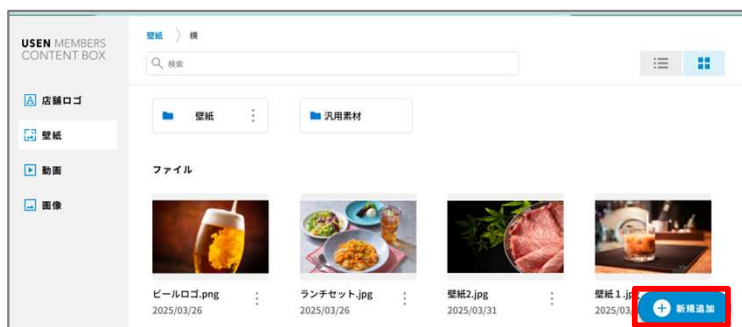 USEN MEMBERS
CONTENT BOX
壁紙 〉 横
検索
店舗ロゴ
壁紙
動画
画像
壁紙
汎用素材
ファイル
ビールロゴ.png
2025/03/26
ランチセット.jpg
2025/03/26
壁紙2.jpg
2025/03/31
壁紙1.jpg
2025/03/
新規追加